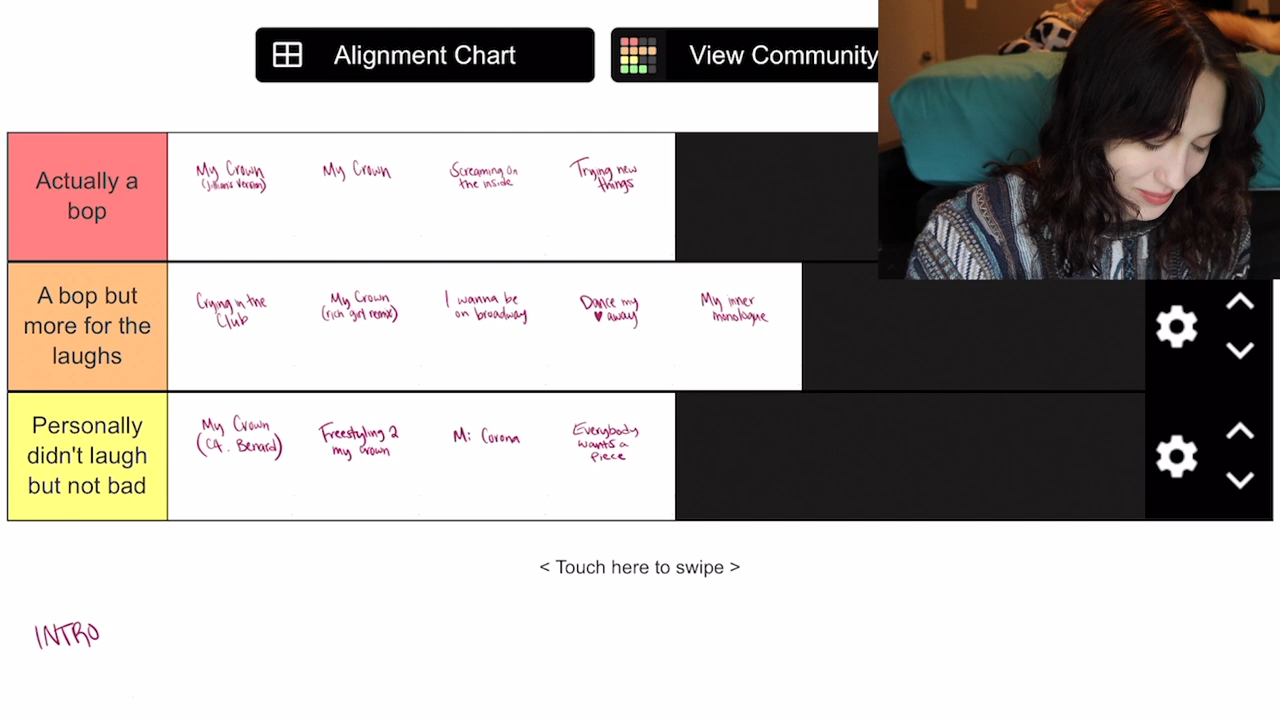 Alignment Chart
View Community
Actually a
bop
My Crown
(Jillian's Version)
My Crown
Screaming on
the inside
Trying new
things
A bop but
more for the
laughs
Crying in the
Club
My Crown
(rich girl remix)
I wanna be
on broadway
Dance my
♥ away
My inner
monologue
Personally
didn't laugh
but not bad
My Crown
(C4. Benard)
Freestyling 2
my crown
Mi Corona
Everybody
wants a
Piece
< Touch here to swipe >
INTRO